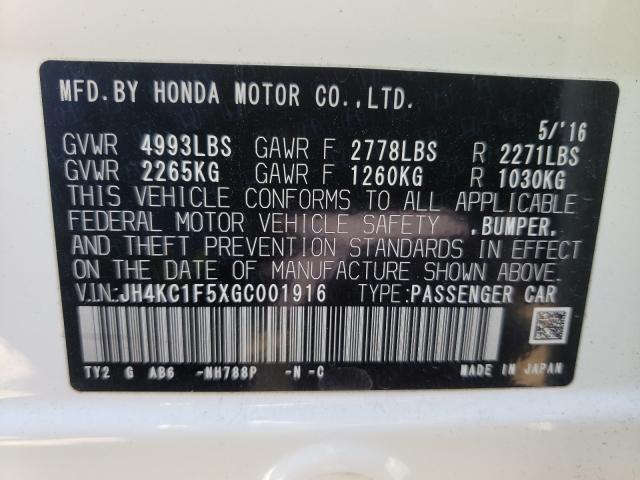 MFD.BY HONDA MOTOR CO.,LTD.
5/'16
GVWR 4993LBS GAWR F 2778LBS R 2271LBS
GVWR 2265KG GAWR F 1260KG R 1030KG
THIS VEHICLE CONFORMS TO ALL APPLICABLE
FEDERAL MOTOR VEHICLE SAFETY ,BUMPER,
AND THEFT PREVENTION STANDARDS IN EFFECT
ON THE DATE OF MANUFACTURE SHOWN ABOVE.
V.I.N:JH4KC1F5XGC001916 TYPE:PASSENGER CAR
TY2 G AB6 -NH788P -N -C MADE IN JAPAN